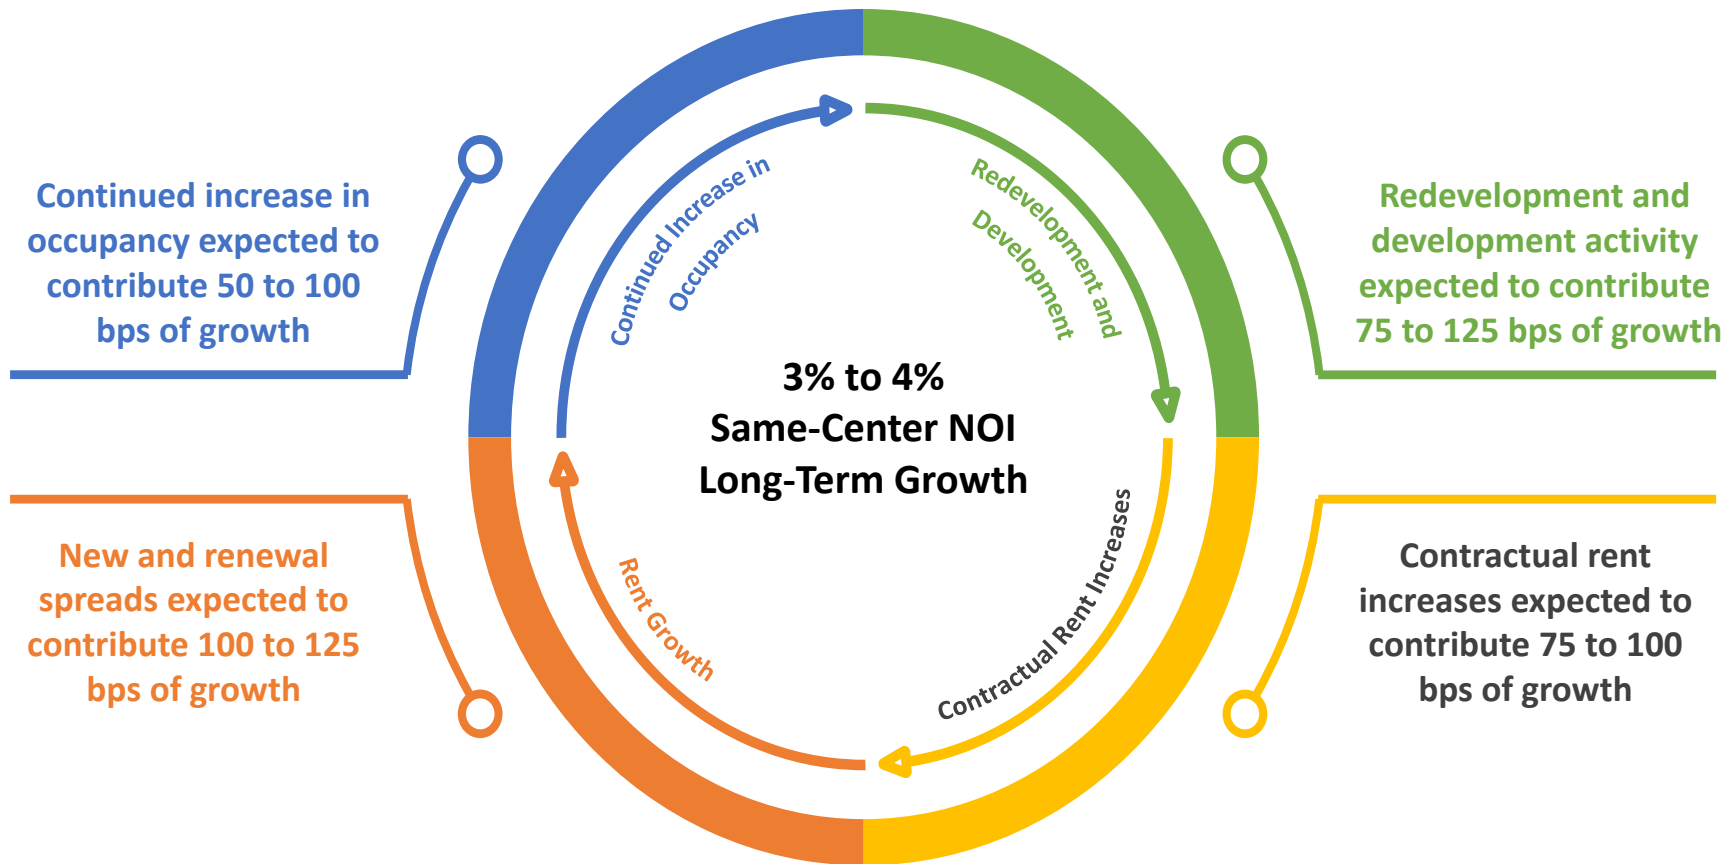 Continued increase in
occupancy expected to
contribute 50 to 100
bps of growth
Continued Increase in
Occupancy
Redevelopment and
Development
Redevelopment and
development activity
expected to contribute
75 to 125 bps of growth
3% to 4%
Same-Center NOI
Long-Term Growth
New and renewal
spreads expected to
contribute 100 to 125
bps of growth
Rent Growth
Contractual Rent Increases
Contractual rent
increases expected to
contribute 75 to 100
bps of growth